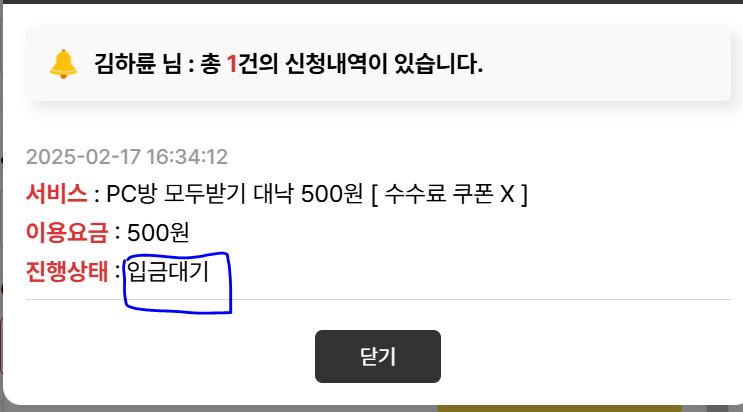 김하륜 님 : 총 1건의 신청내역이 있습니다.
2025-02-17 16:34:12
서비스 : PC방 모두받기 대낙 500원 [ 수수료 쿠폰 X ]
이용요금 : 500원
진행상태 : 입금대기
닫기